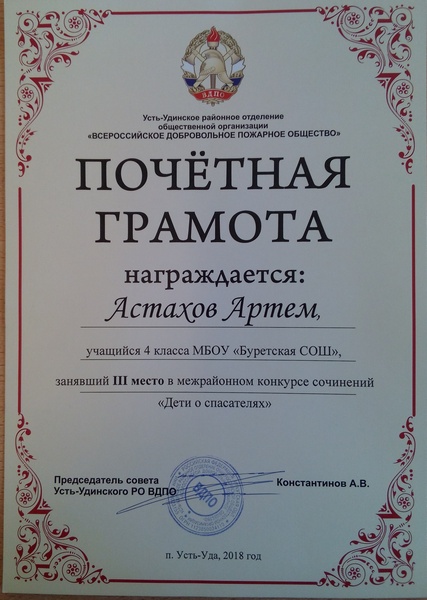 ВДПО
Усть-Удинское районное отделение
общественной организации
«ВСЕРОССИЙСКОЕ ДОБРОВОЛЬНОЕ ПОЖАРНОЕ ОБЩЕСТВО»
ПОЧЁТНАЯ
ГРАМОТА
награждается:
Астахов Артем,
учащийся 4 класса МБОУ «Буретская СОШ»,
занявший III место в межрайонном конкурсе сочинений
«Дети о спасателях»
Председатель совета
Усть-Удинского РО ВДПО
Константинов А.В.
ВДПО
п. Усть-Уда, 2018 год